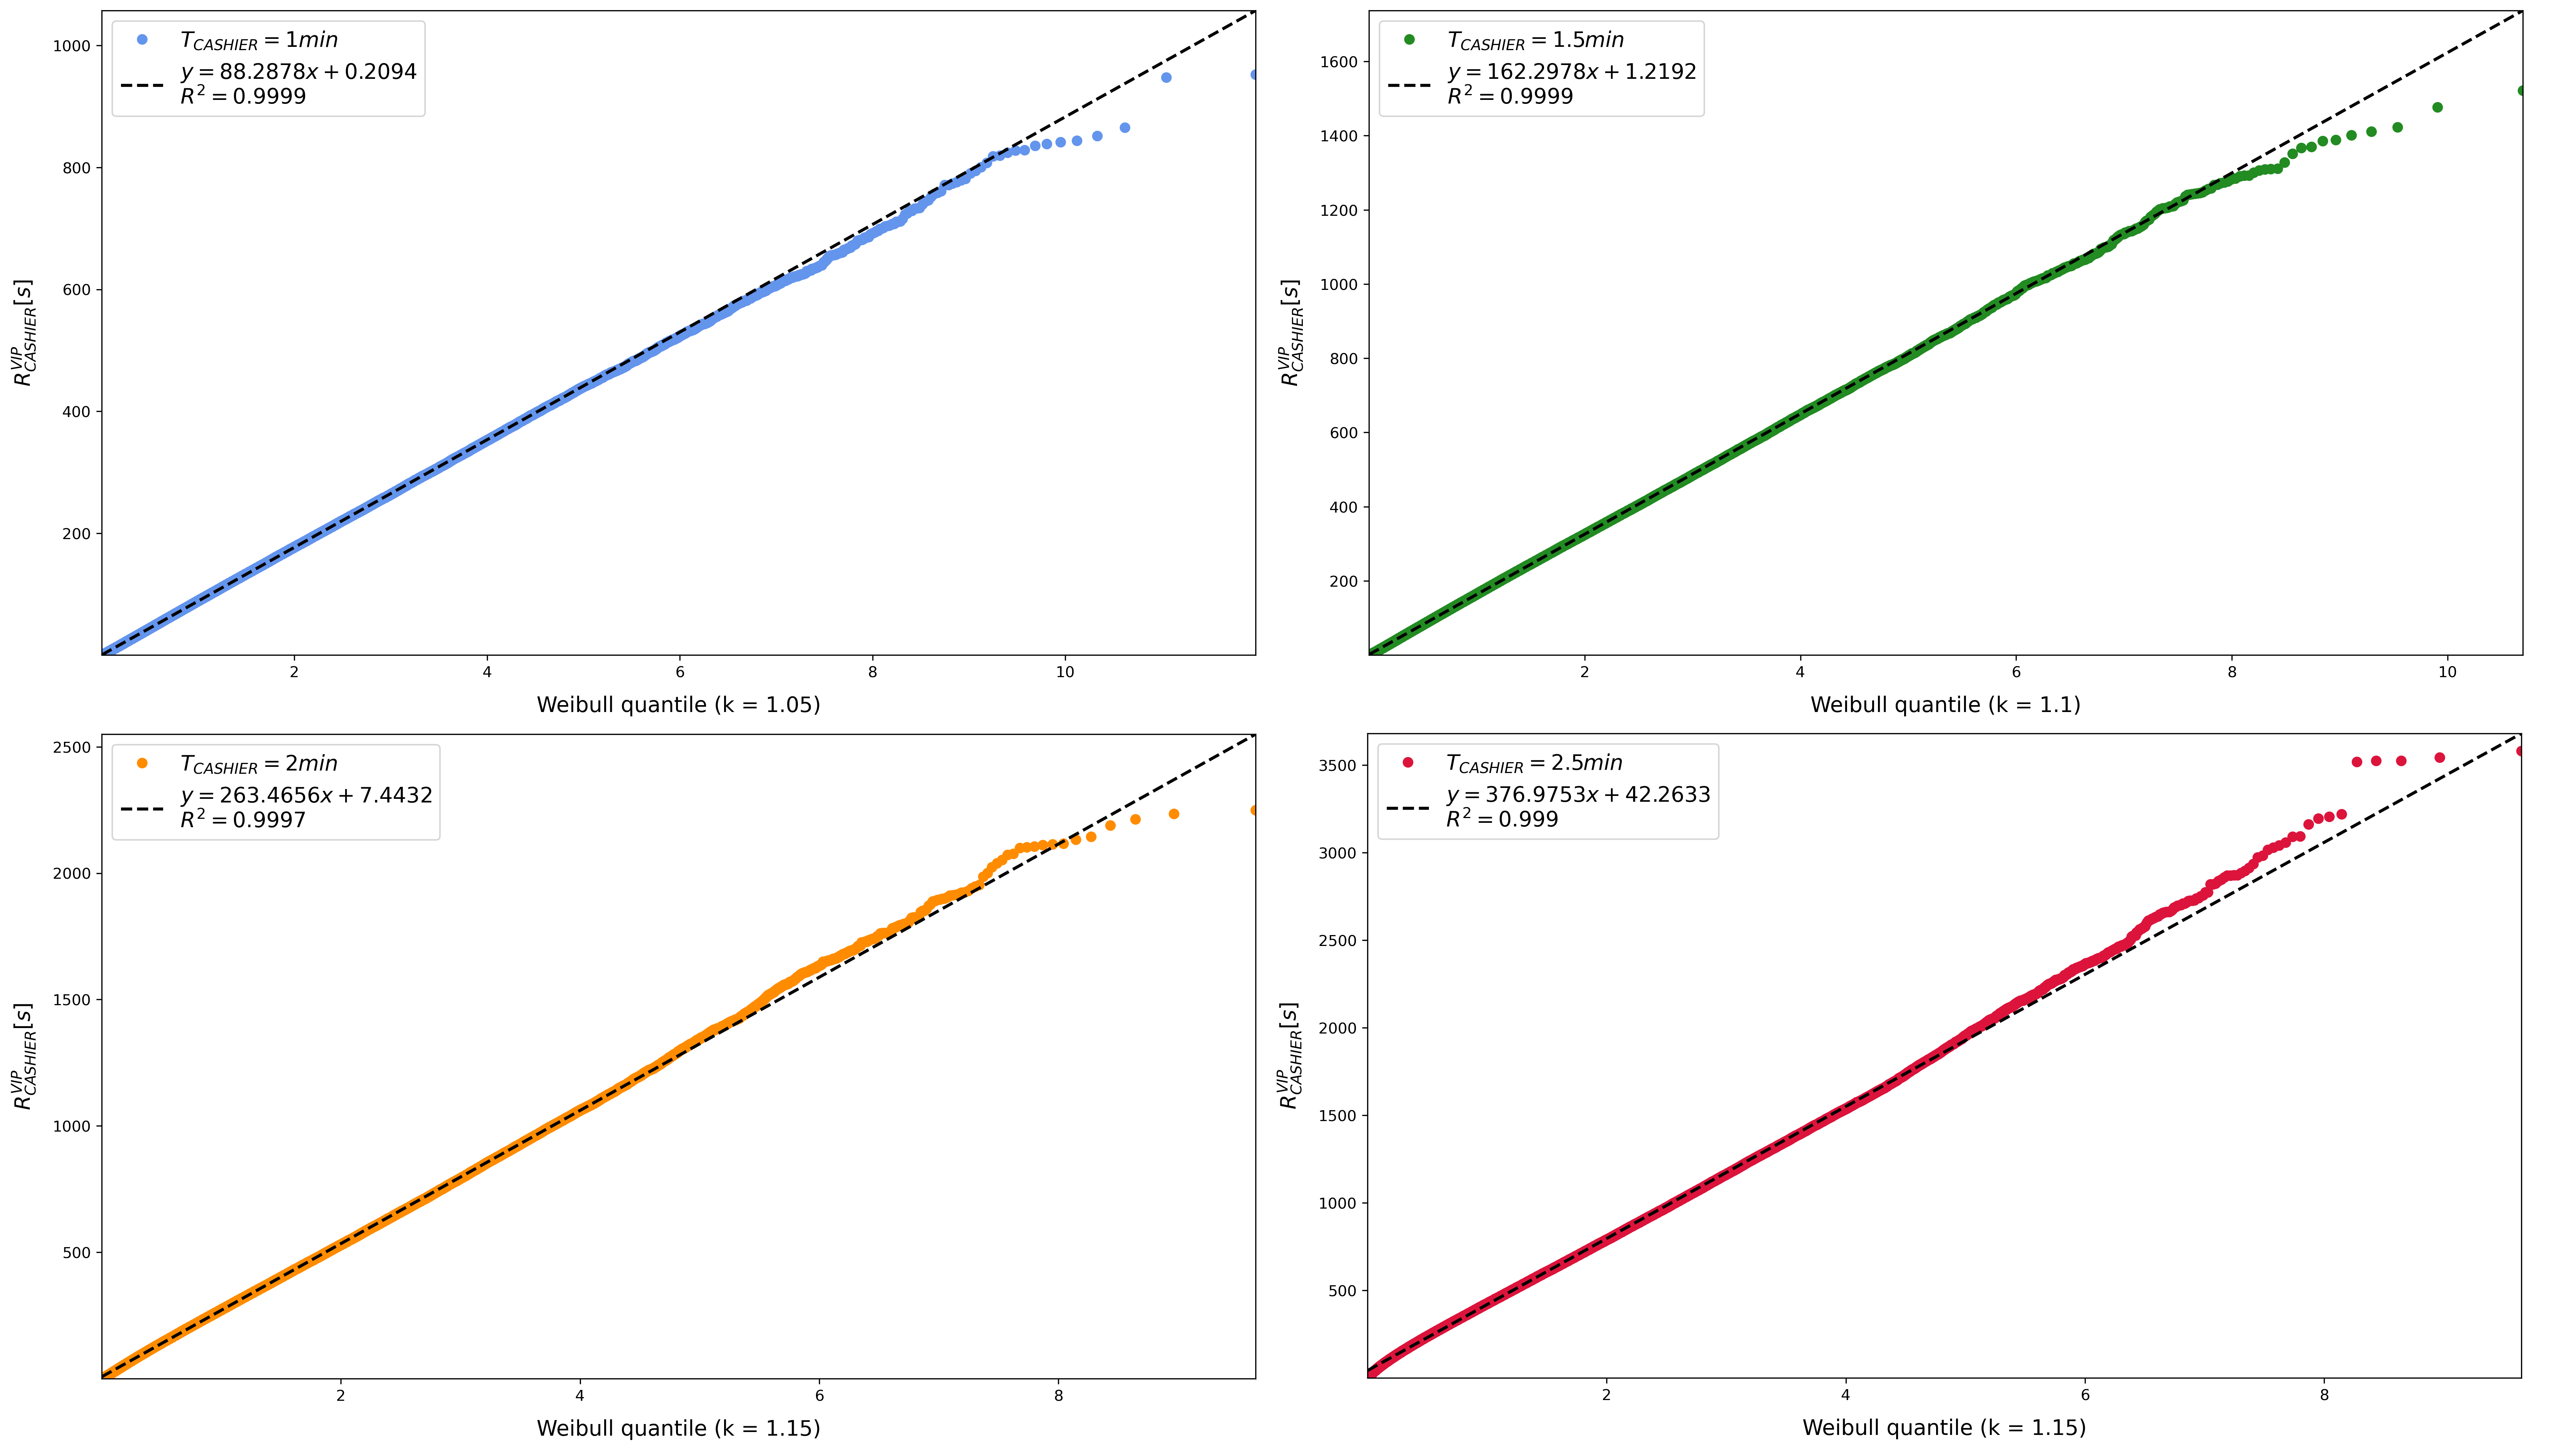 T_CASHIER = 1min
y = 88.2878x + 0.2094
R² = 0.9999
1000
800
600
400
200
R^VIP_CASHIER[s]
2 4 6 8 10
Weibull quantile (k = 1.05)
T_CASHIER = 1.5min
y = 162.2978x + 1.2192
R² = 0.9999
1600
1400
1200
1000
800
600
400
200
R^VIP_CASHIER[s]
2 4 6 8 10
Weibull quantile (k = 1.1)
T_CASHIER = 2min
y = 263.4656x + 7.4432
R² = 0.9997
2500
2000
1500
1000
500
R^VIP_CASHIER[s]
2 4 6 8
Weibull quantile (k = 1.15)
T_CASHIER = 2.5min
y = 376.9753x + 42.2633
R² = 0.999
3500
3000
2500
2000
1500
1000
500
R^VIP_CASHIER[s]
2 4 6 8
Weibull quantile (k = 1.15)